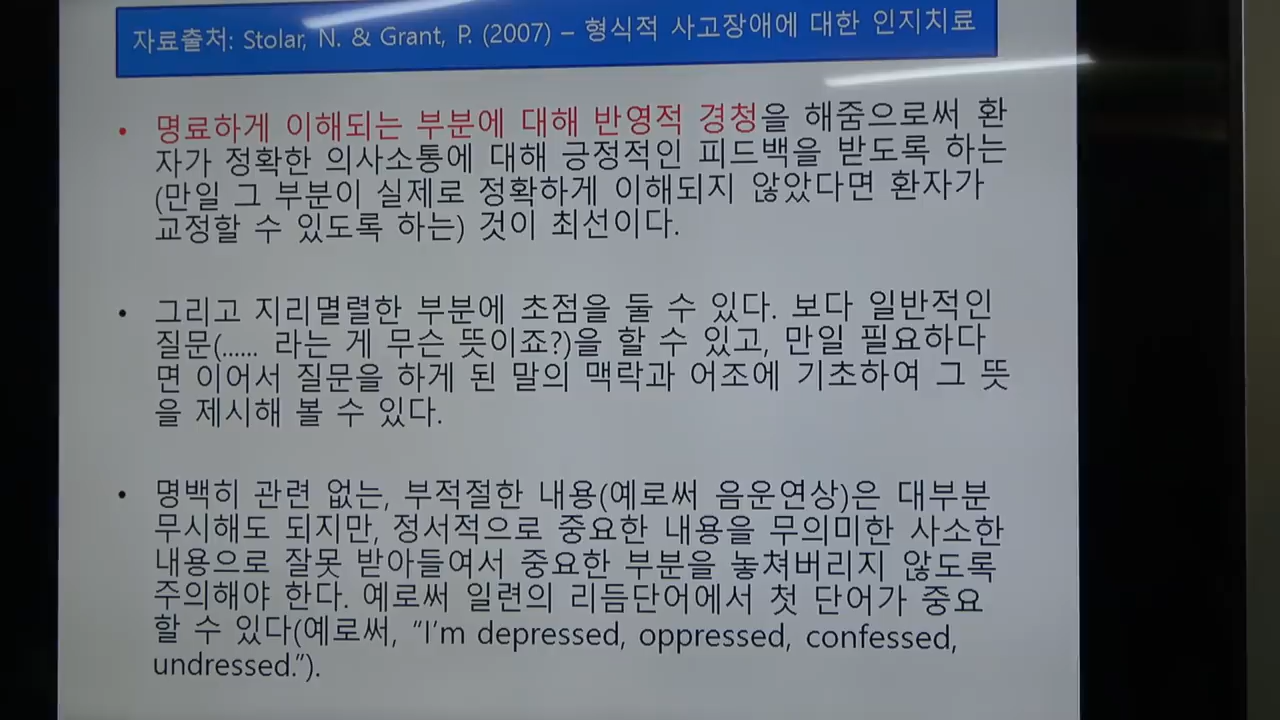 자료출처: Stolar, N. & Grant, P. (2007) – 형식적 사고장애에 대한 인지치료
• 명료하게 이해되는 부분에 대해 반영적 경청을 해줌으로써 환
자가 정확한 의사소통에 대해 긍정적인 피드백을 받도록 하는
(만일 그 부분이 실제로 정확하게 이해되지 않았다면 환자가
교정할 수 있도록 하는) 것이 최선이다.
• 그리고 지리멸렬한 부분에 초점을 둘 수 있다. 보다 일반적인
질문(...... 라는 게 무슨 뜻이죠?)을 할 수 있고, 만일 필요하다
면 이어서 질문을 하게 된 말의 맥락과 어조에 기초하여 그 뜻
을 제시해 볼 수 있다.
• 명백히 관련 없는, 부적절한 내용(예로써 음운연상)은 대부분
무시해도 되지만, 정서적으로 중요한 내용을 무의미한 사소한
내용으로 잘못 받아들여서 중요한 부분을 놓쳐버리지 않도록
주의해야 한다. 예로써 일련의 리듬단어에서 첫 단어가 중요
할 수 있다(예로써, “I’m depressed, oppressed, confessed,
undressed.”).